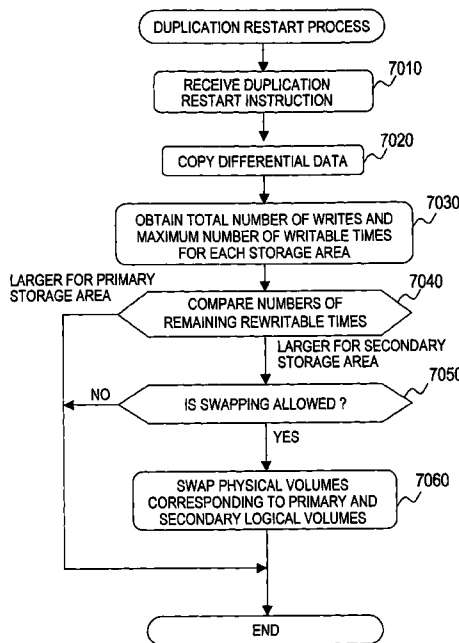 DUPLICATION RESTART PROCESS
7010
RECEIVE DUPLICATION
RESTART INSTRUCTION
7020
COPY DIFFERENTIAL DATA
7030
OBTAIN TOTAL NUMBER OF WRITES AND
MAXIMUM NUMBER OF WRITABLE TIMES
FOR EACH STORAGE AREA
LARGER FOR PRIMARY
STORAGE AREA
7040
COMPARE NUMBERS OF
REMAINING REWRITABLE TIMES
LARGER FOR SECONDARY
STORAGE AREA
7050
NO
IS SWAPPING ALLOWED ?
YES
7060
SWAP PHYSICAL VOLUMES
CORRESPONDING TO PRIMARY AND
SECONDARY LOGICAL VOLUMES
END